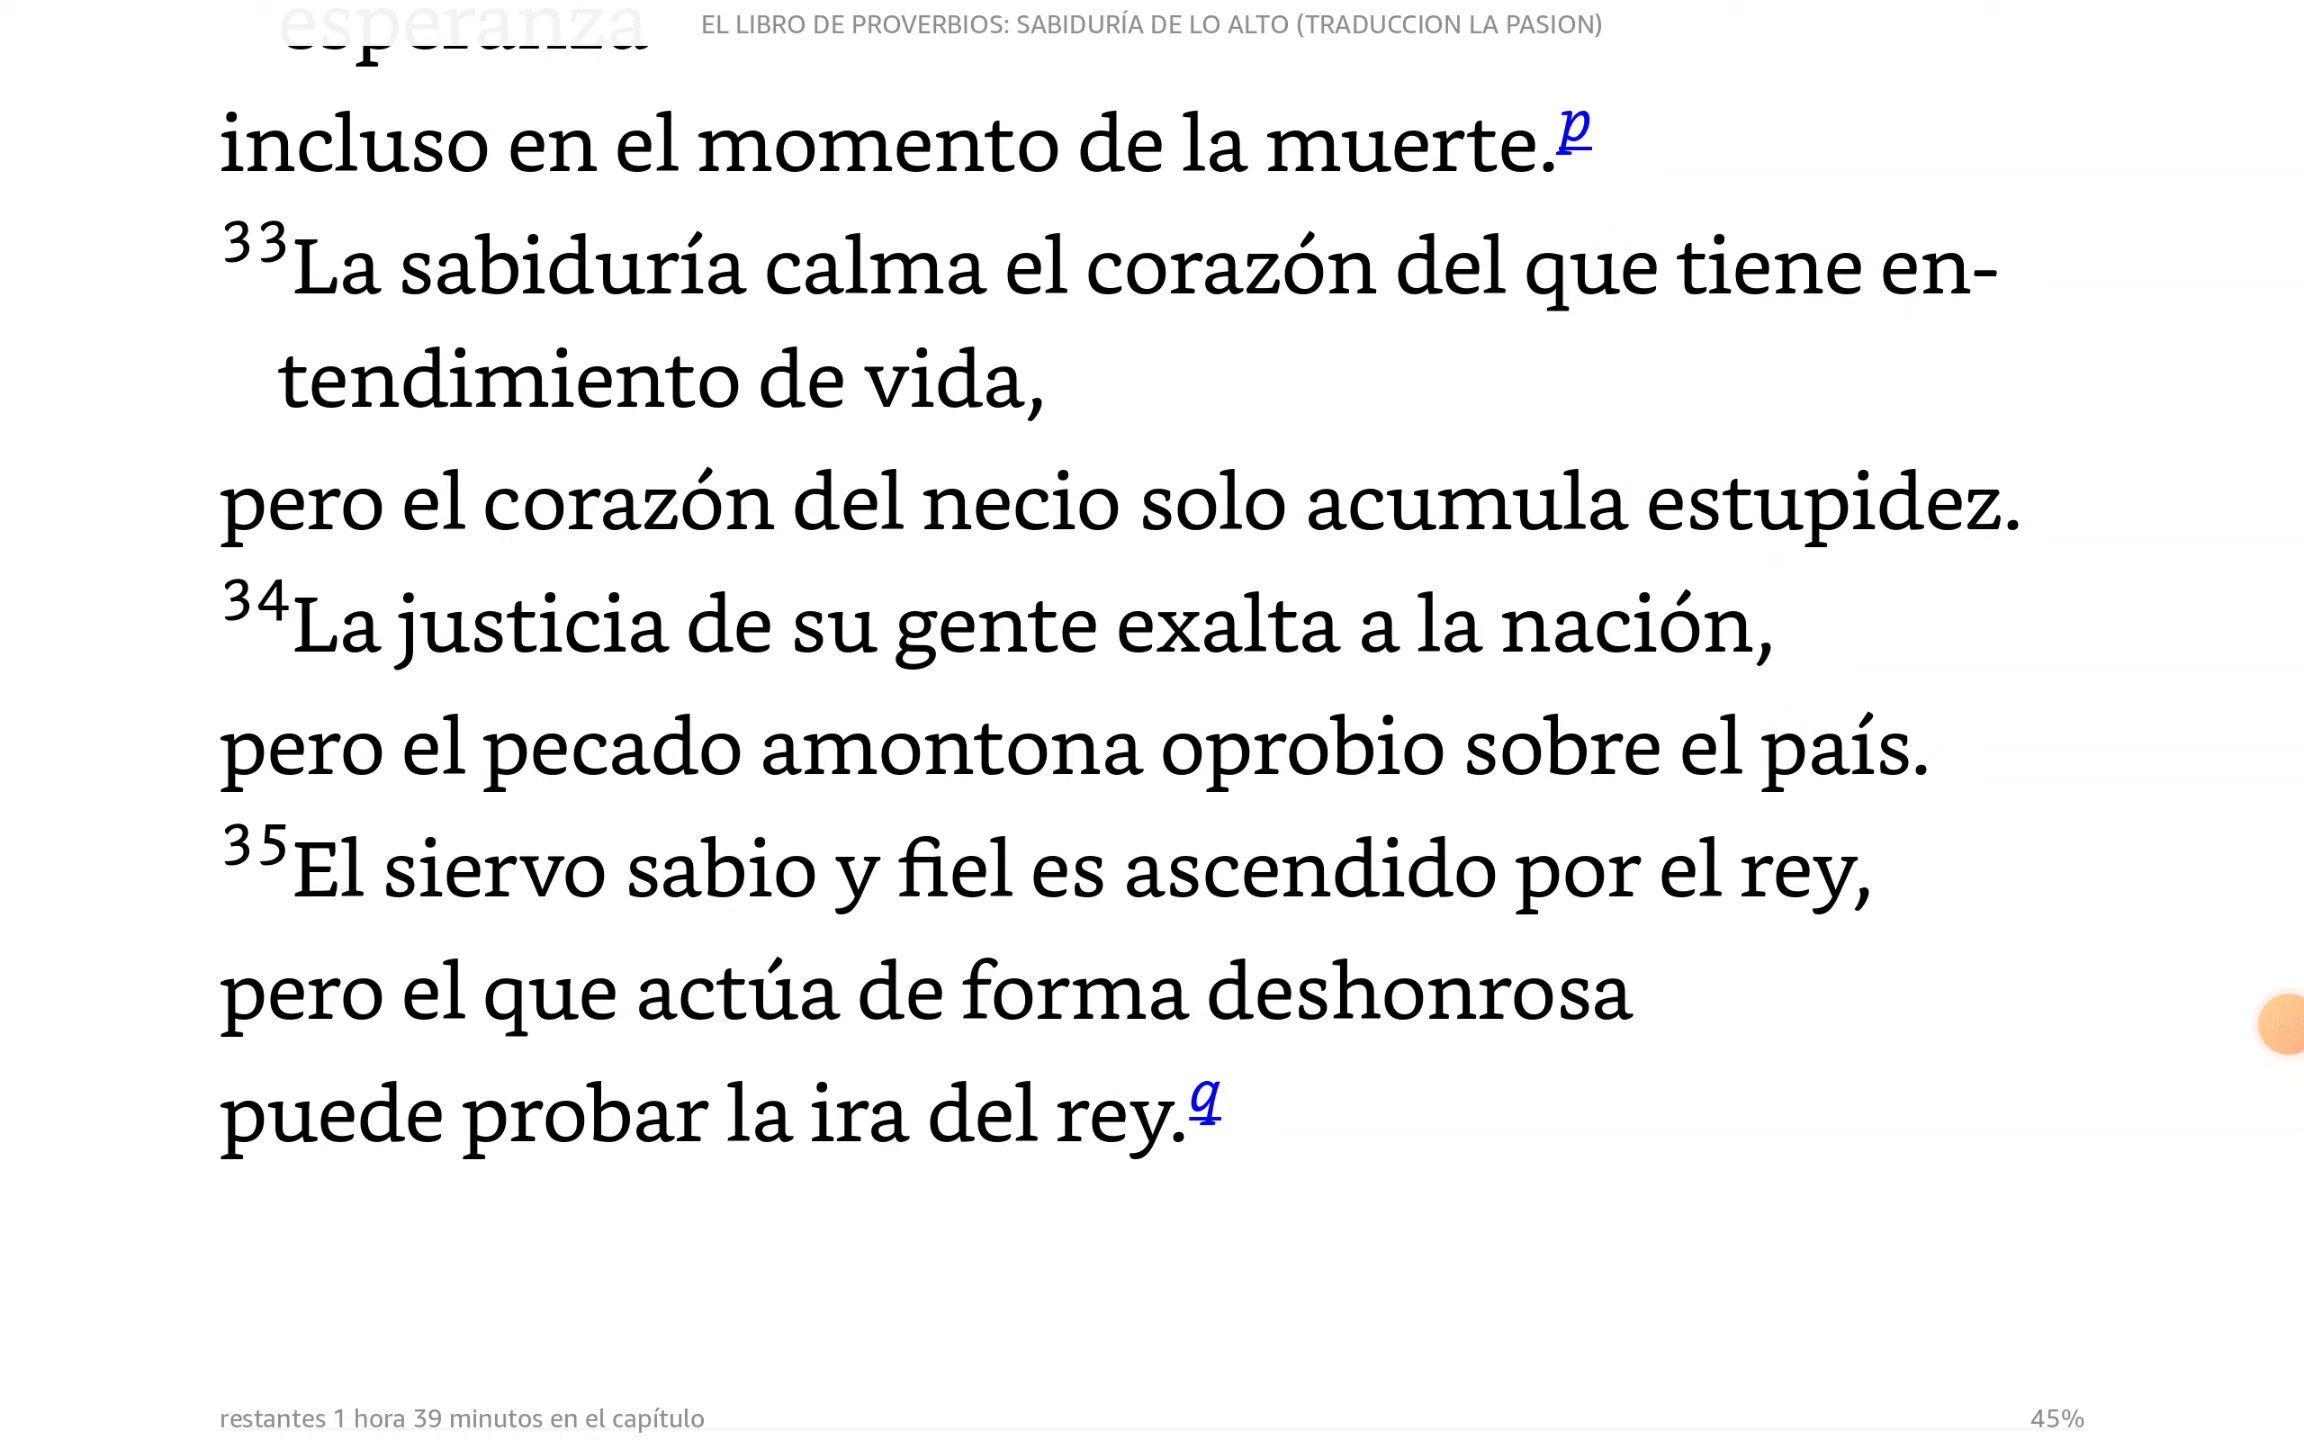 EL LIBRO DE PROVERBIOS: SABIDURÍA DE LO ALTO (TRADUCCION LA PASION)
esperanza
incluso en el momento de la muerte.p
33La sabiduría calma el corazón del que tiene en-
tendimiento de vida,
pero el corazón del necio solo acumula estupidez.
34La justicia de su gente exalta a la nación,
pero el pecado amontona oprobio sobre el país.
35El siervo sabio y fiel es ascendido por el rey,
pero el que actúa de forma deshonrosa
puede probar la ira del rey.q
restantes 1 hora 39 minutos en el capítulo
45%